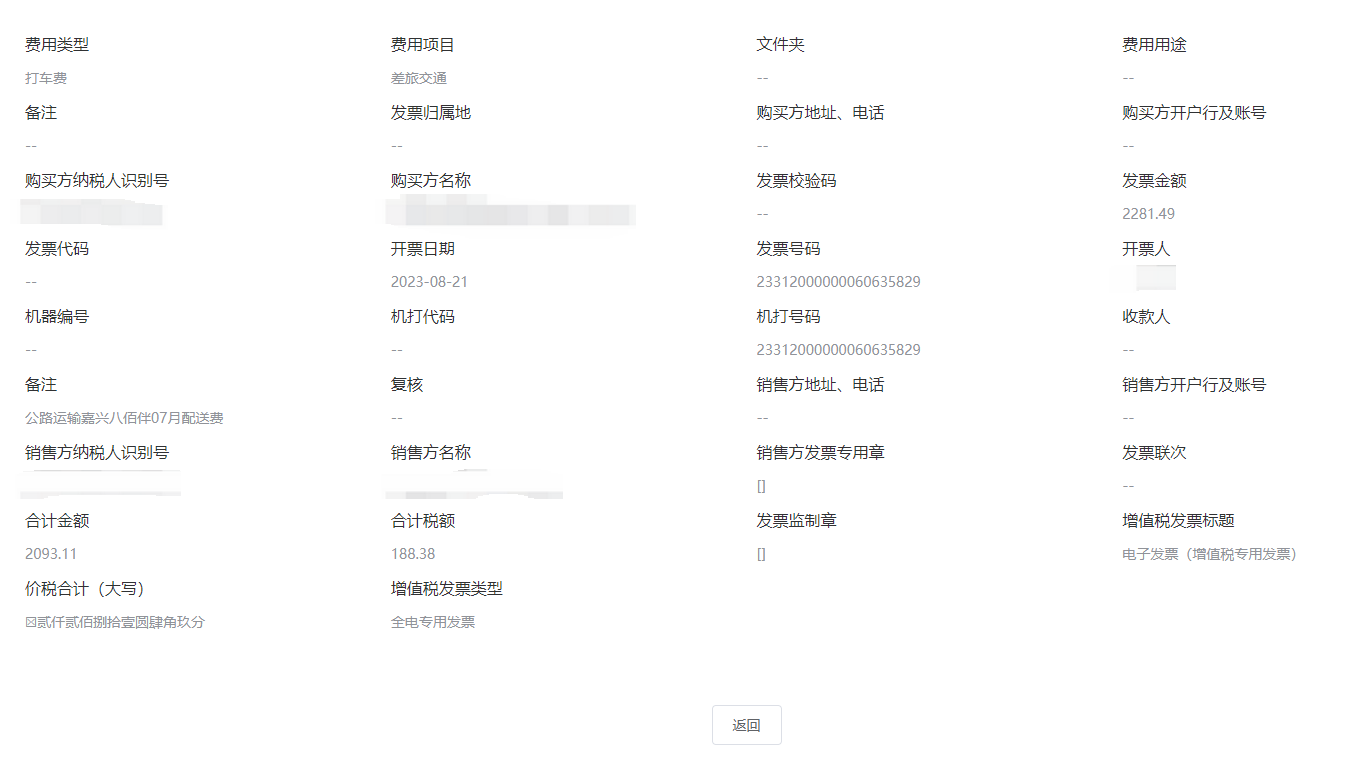 费用类型 费用项目 文件夹 费用用途
打车费 差旅交通 -- --
备注 发票归属地 购买方地址、电话 购买方开户行及账号
-- -- -- --
购买方纳税人识别号 购买方名称 发票校验码 发票金额
-- 2281.49
发票代码 开票日期 发票号码 开票人
-- 2023-08-21 23312000000060635829
机器编号 机打代码 机打号码 收款人
-- -- 23312000000060635829 --
备注 复核 销售方地址、电话 销售方开户行及账号
公路运输嘉兴八佰伴07月配送费 -- -- --
销售方纳税人识别号 销售方名称 销售方发票专用章 发票联次
[] --
合计金额 合计税额 发票监制章 增值税发票标题
2093.11 188.38 [] 电子发票（增值税专用发票）
价税合计（大写） 增值税发票类型
☒贰仟贰佰捌拾壹圆肆角玖分 全电专用发票
返回